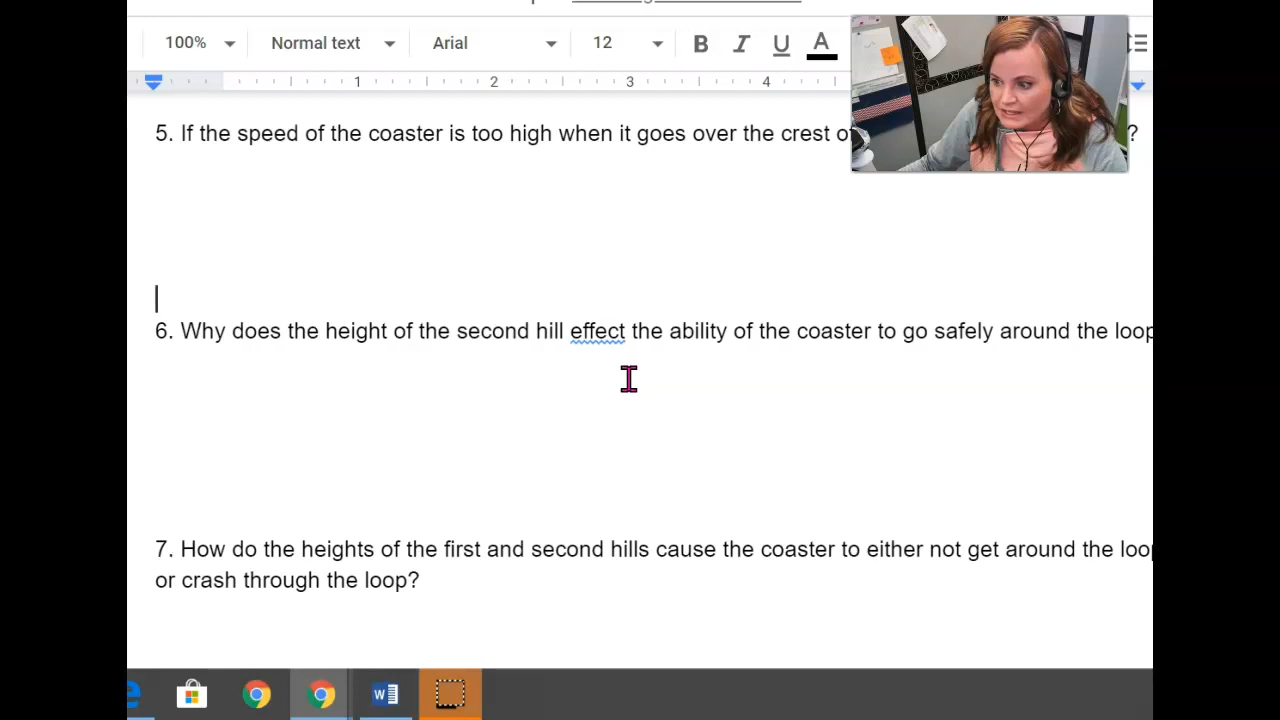 100% Normal text Arial 12 B I U A
1 2 3 4
5. If the speed of the coaster is too high when it goes over the crest of ?
6. Why does the height of the second hill effect the ability of the coaster to go safely around the loop
7. How do the heights of the first and second hills cause the coaster to either not get around the loop
or crash through the loop?
W